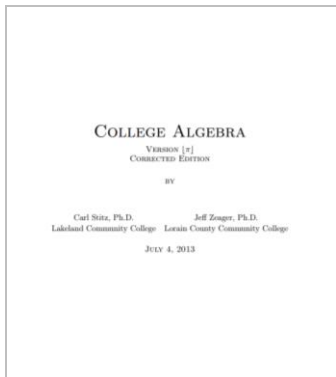 COLLEGE ALGEBRA
VERSION ⌊π⌋
CORRECTED EDITION
BY
Carl Stitz, Ph.D. Jeff Zeager, Ph.D.
Lakeland Community College Lorain County Community College
JULY 4, 2013